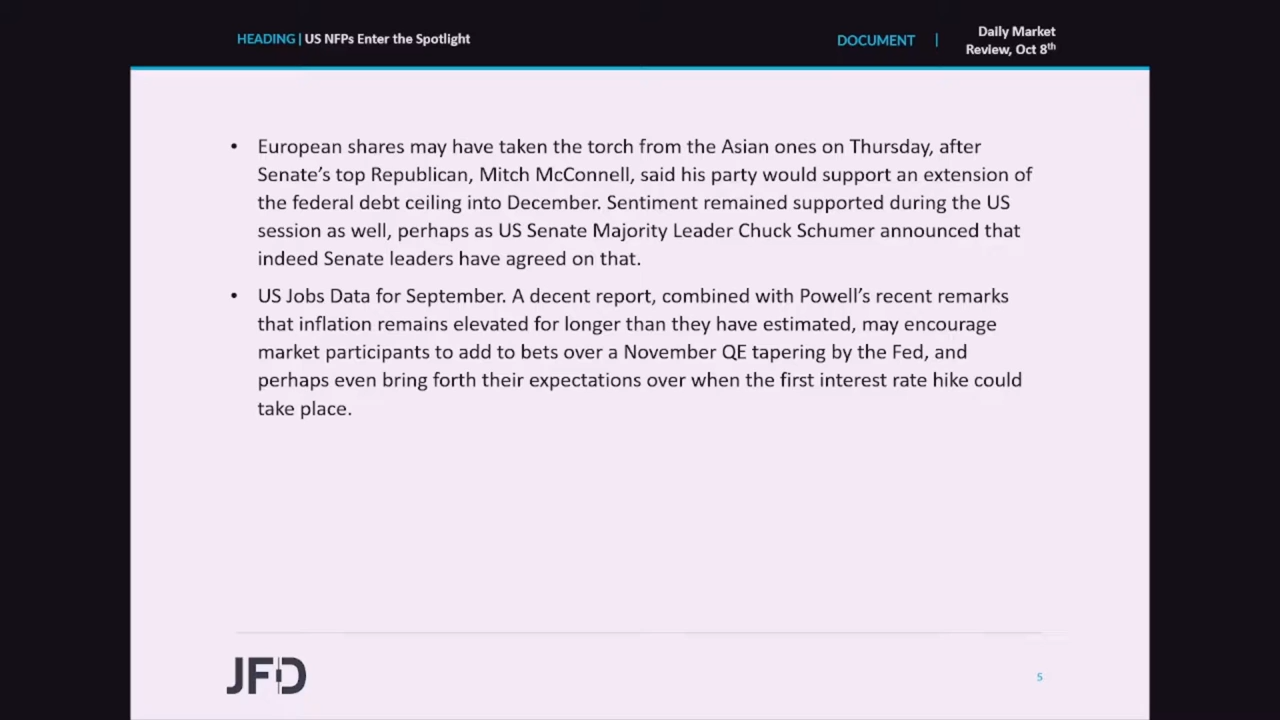 HEADING | US NFPs Enter the Spotlight
DOCUMENT | Daily Market
Review, Oct 8th
• European shares may have taken the torch from the Asian ones on Thursday, after
Senate’s top Republican, Mitch McConnell, said his party would support an extension of
the federal debt ceiling into December. Sentiment remained supported during the US
session as well, perhaps as US Senate Majority Leader Chuck Schumer announced that
indeed Senate leaders have agreed on that.
• US Jobs Data for September. A decent report, combined with Powell’s recent remarks
that inflation remains elevated for longer than they have estimated, may encourage
market participants to add to bets over a November QE tapering by the Fed, and
perhaps even bring forth their expectations over when the first interest rate hike could
take place.
JFD
5